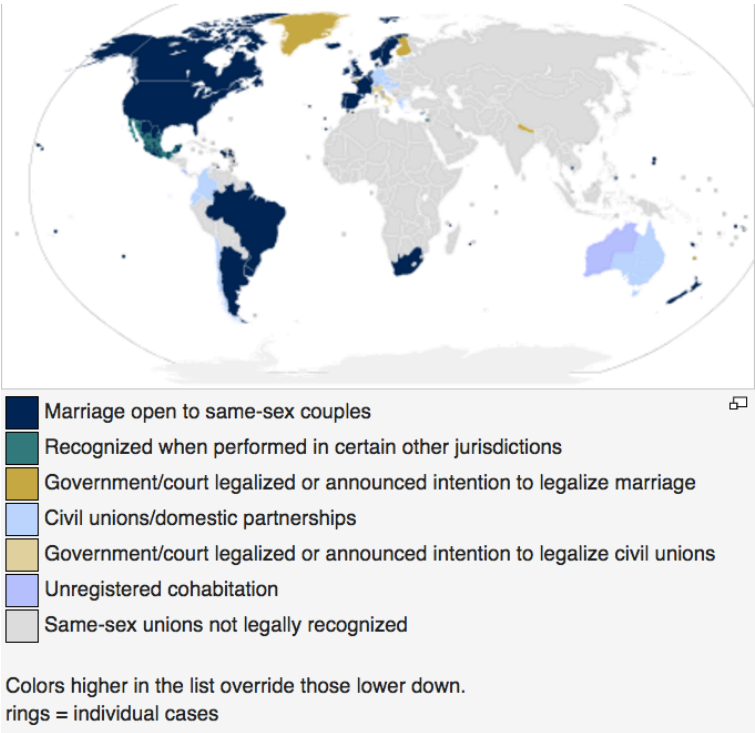 Marriage open to same-sex couples
Recognized when performed in certain other jurisdictions
Government/court legalized or announced intention to legalize marriage
Civil unions/domestic partnerships
Government/court legalized or announced intention to legalize civil unions
Unregistered cohabitation
Same-sex unions not legally recognized
Colors higher in the list override those lower down.
rings = individual cases